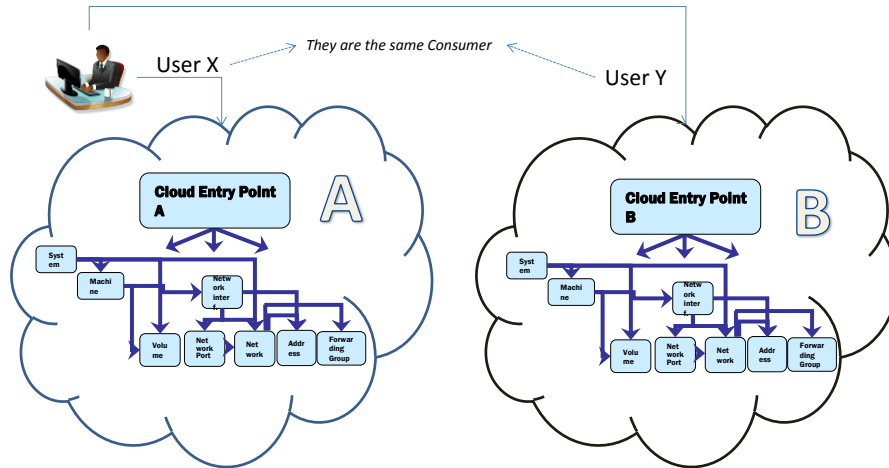 They are the same Consumer
User X
User Y
Cloud Entry Point
A
A
Cloud Entry Point
B
B
Syst
em
Machi
ne
Netw
ork
interf.
Volu
me
Net
work
Port
Net
work
Addr
ess
Forwar
ding
Group
Syst
em
Machi
ne
Netw
ork
interf.
Volu
me
Net
work
Port
Net
work
Addr
ess
Forwar
ding
Group